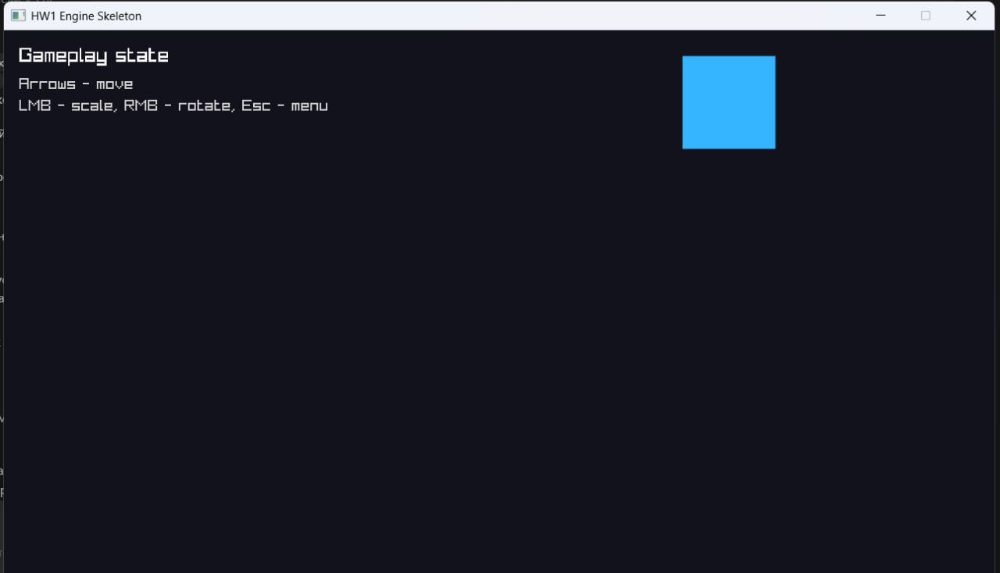 HW1 Engine Skeleton
Gameplay state
Arrows - move
LMB - scale, RMB - rotate, Esc - menu